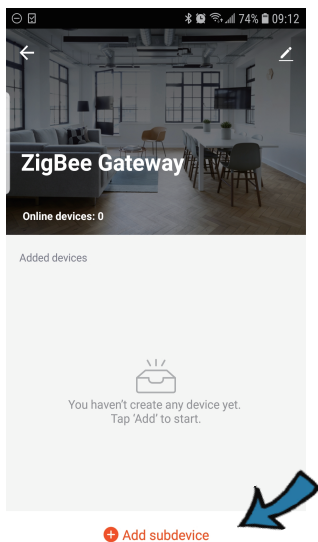 74% 09:12
ZigBee Gateway
Online devices: 0
Added devices
You haven't create any device yet.
Tap 'Add' to start.
Add subdevice